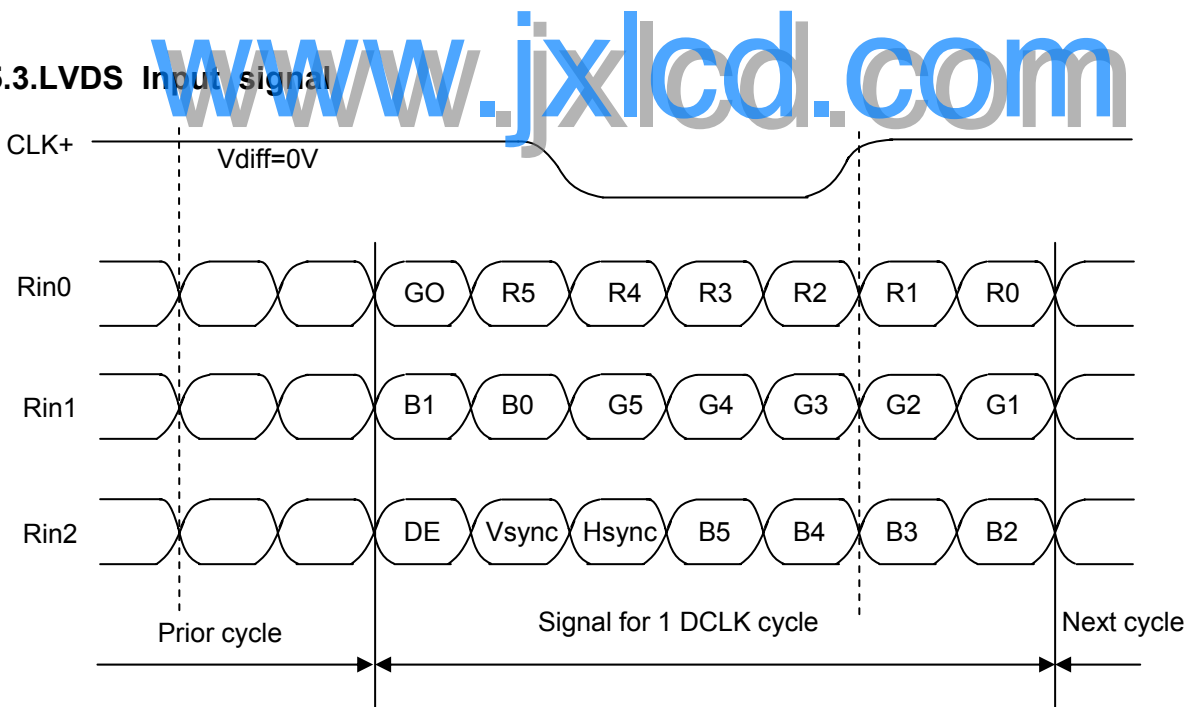 www.jxlcd.com
5.3.LVDS Input signal
CLK+
Vdiff=0V
Rin0 GO R5 R4 R3 R2 R1 R0
Rin1 B1 B0 G5 G4 G3 G2 G1
Rin2 DE Vsync Hsync B5 B4 B3 B2
Prior cycle Signal for 1 DCLK cycle Next cycle